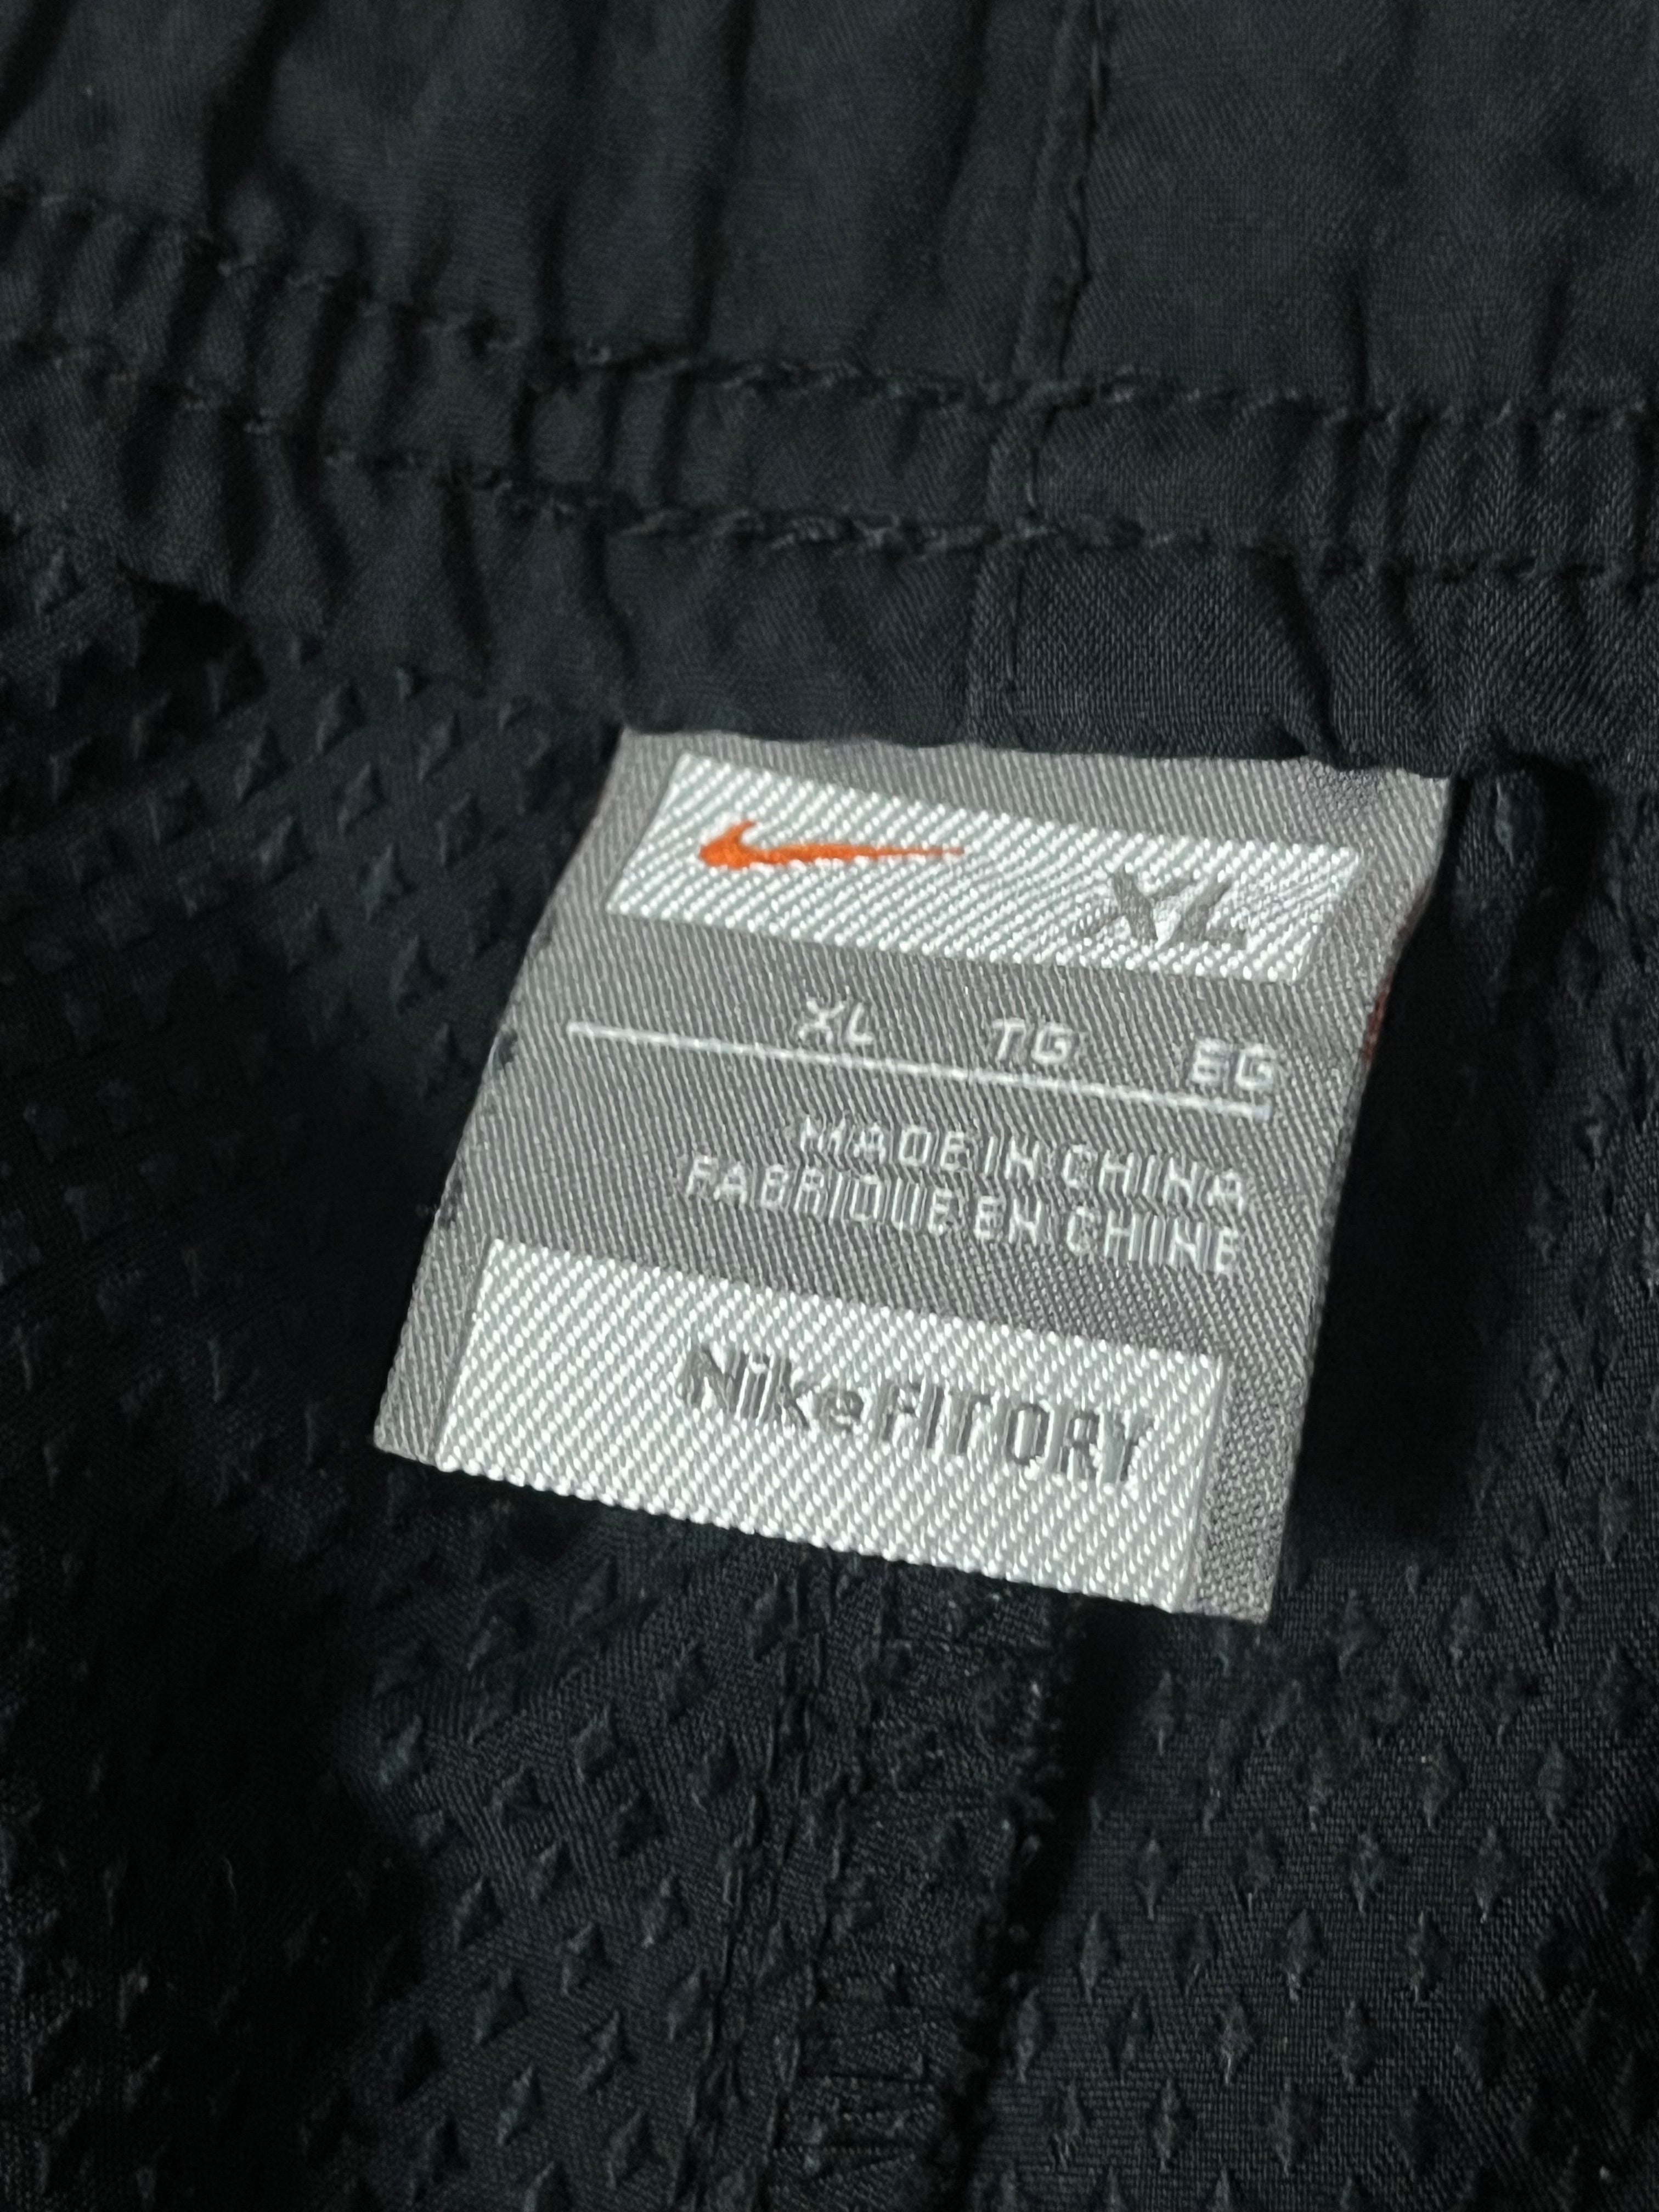 XL
XL TG EG
MADE IN CHINA
FABRIQUE EN CHINE
Nike FIT DRY